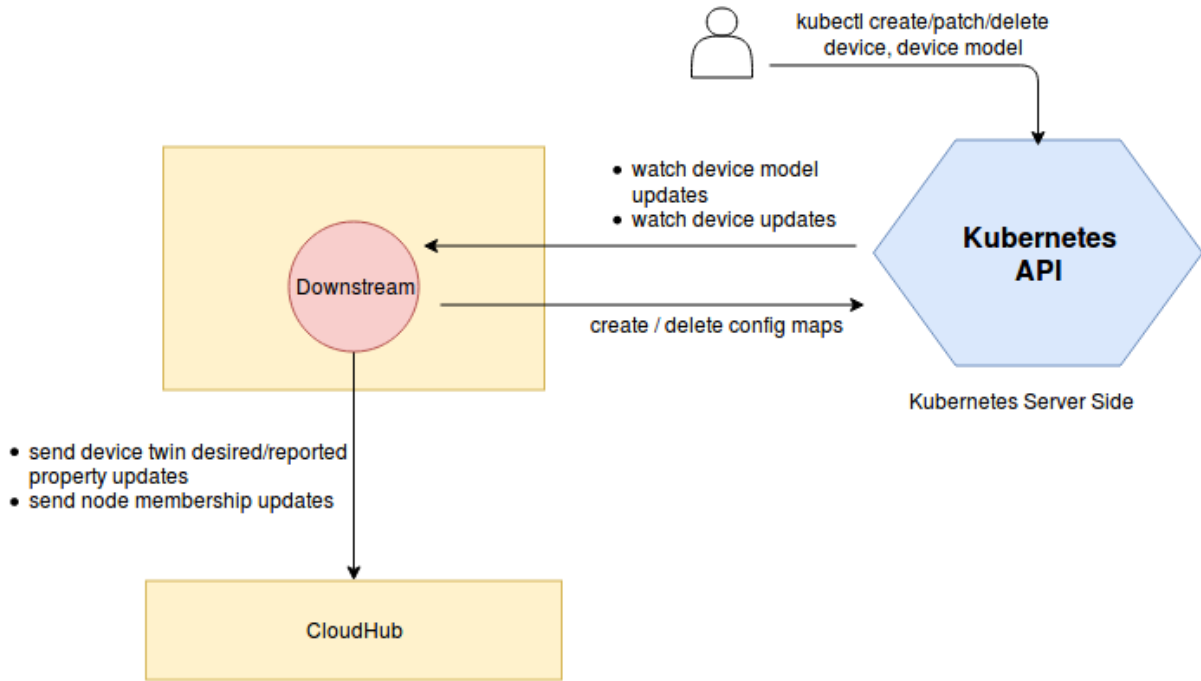 kubectl create/patch/delete
device, device model
• watch device model
updates
• watch device updates
Kubernetes
API
Downstream
create / delete config maps
Kubernetes Server Side
• send device twin desired/reported
property updates
• send node membership updates
CloudHub